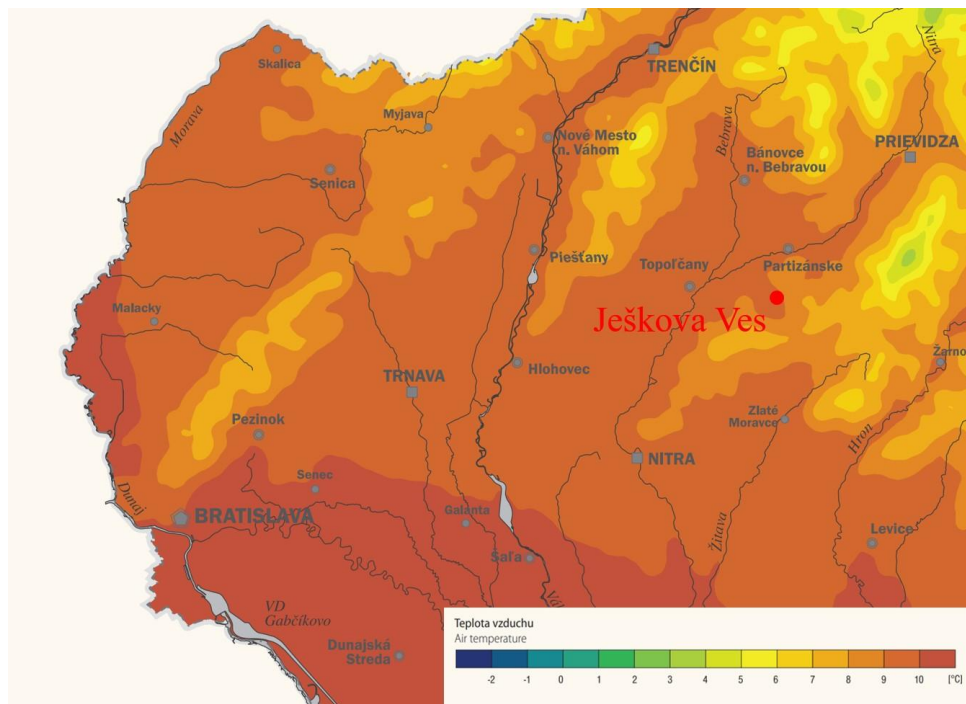 Skalica
TRENČÍN
Nitra
Morava
Myjava
Nové Mesto
n. Váhom
Bebrava
PRIEVIDZA
Bánovce
n. Bebravou
Senica
Piešťany
Topoľčany
Partizánske
Malacky
Ješkova Ves
Hlohovec
Žarno
TRNAVA
Pezinok
Zlaté
Moravce
Hron
NITRA
Senec
Dunaj
BRATISLAVA
Galanta
Žitava
Levice
Šaľa
Váh
VD
Gabčíkovo
Dunajská
Streda
Teplota vzduchu
Air temperature
-2 -1 0 1 2 3 4 5 6 7 8 9 10 [°C]